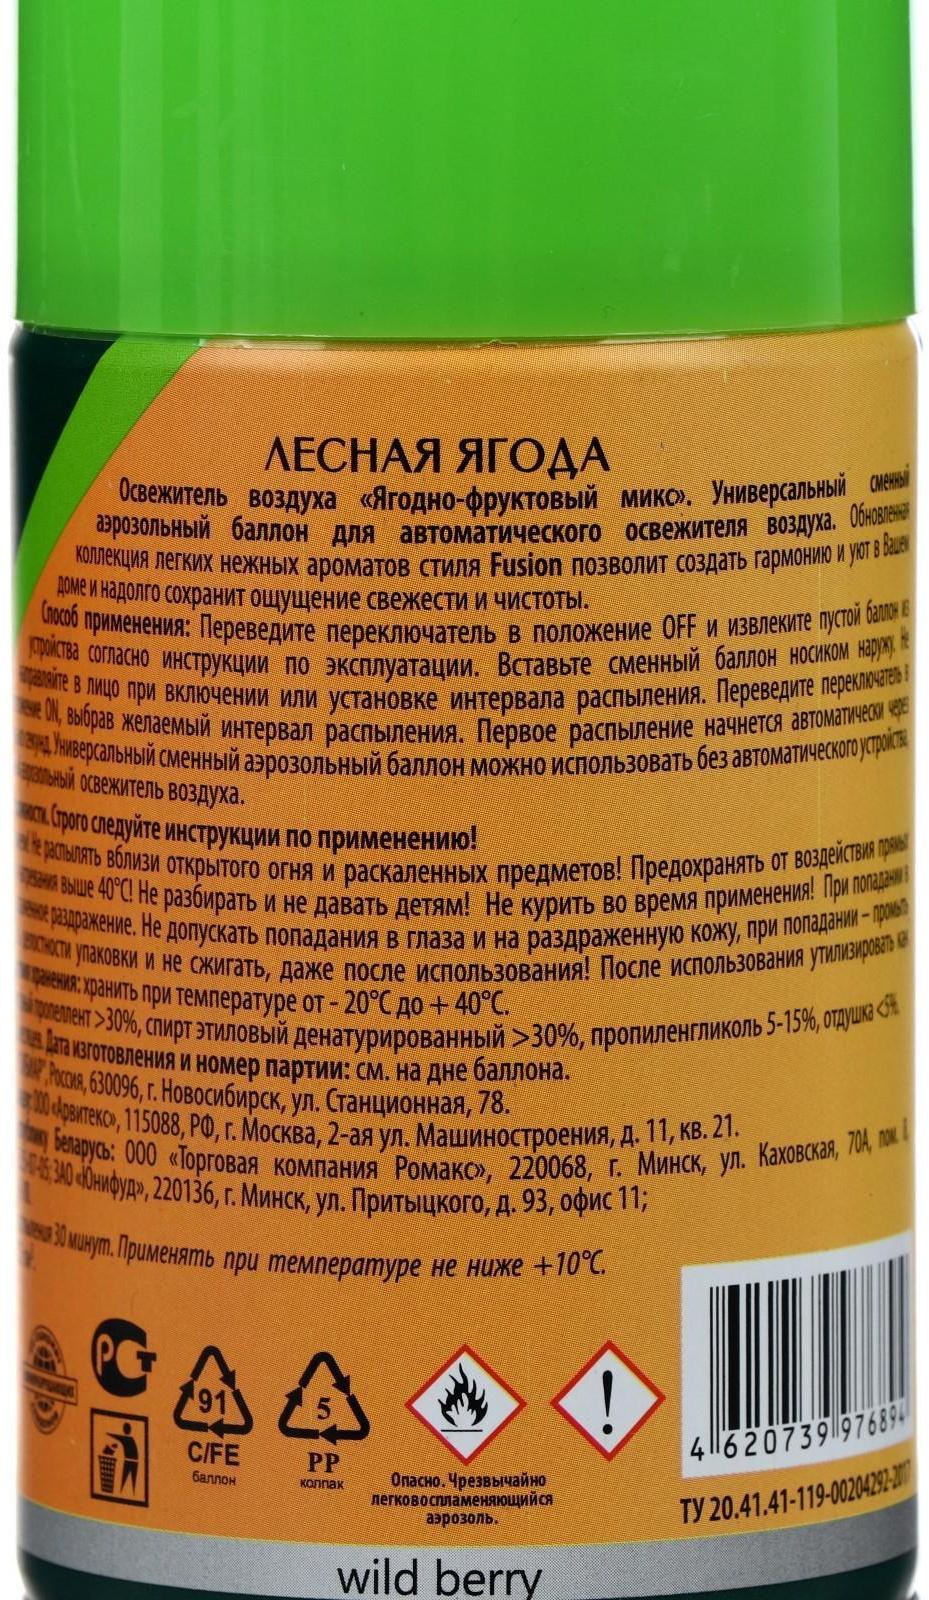 ЛЕСНАЯ ЯГОДА
Освежитель воздуха «Ягодно-фруктовый микс». Универсальный сменный
аэрозольный баллон для автоматического освежителя воздуха. Обновленная
коллекция легких нежных ароматов стиля Fusion позволит создать гармонию и уют в Вашем
доме и надолго сохранит ощущение свежести и чистоты.
Способ применения: Переведите переключатель в положение OFF и извлеките пустой баллон из
устройства согласно инструкции по эксплуатации. Вставьте сменный баллон носиком наружу. Не
направляйте в лицо при включении или установке интервала распыления. Переведите переключатель в
ON, выбрав желаемый интервал распыления. Первое распыление начнется автоматически через
секунд. Универсальный сменный аэрозольный баллон можно использовать без автоматического устройства,
аэрозольный освежитель воздуха.
Строго следуйте инструкции по применению!
Не распылять вблизи открытого огня и раскаленных предметов! Предохранять от воздействия прямых
выше 40°C! Не разбирать и не давать детям! Не курить во время применения! При попадании в
раздражение. Не допускать попадания в глаза и на раздраженную кожу, при попадании – промыть
целостности упаковки и не сжигать, даже после использования! После использования утилизировать как
хранения: хранить при температуре от - 20°C до + 40°C.
пропеллент >30%, спирт этиловый денатурированный >30%, пропиленгликоль 5-15%, отдушка <5%.
Дата изготовления и номер партии: см. на дне баллона.
Россия, 630096, г. Новосибирск, ул. Станционная, 78.
ООО «Арвитекс», 115088, РФ, г. Москва, 2-ая ул. Машиностроения, д. 11, кв. 21.
Беларусь: ООО «Торговая компания Ромакс», 220068, г. Минск, ул. Каховская, 70А, пом.
ЗАО «Юнифуд», 220136, г. Минск, ул. Притыцкого, д. 93, офис 11;
30 минут. Применять при температуре не ниже +10°C.
РСТ
91
C/FE
баллон
5
PP
колпак
!
Опасно. Чрезвычайно
легковоспламеняющийся
аэрозоль.
4 620739 976894
ТУ 20.41.41-119-00204292-2017
wild berry